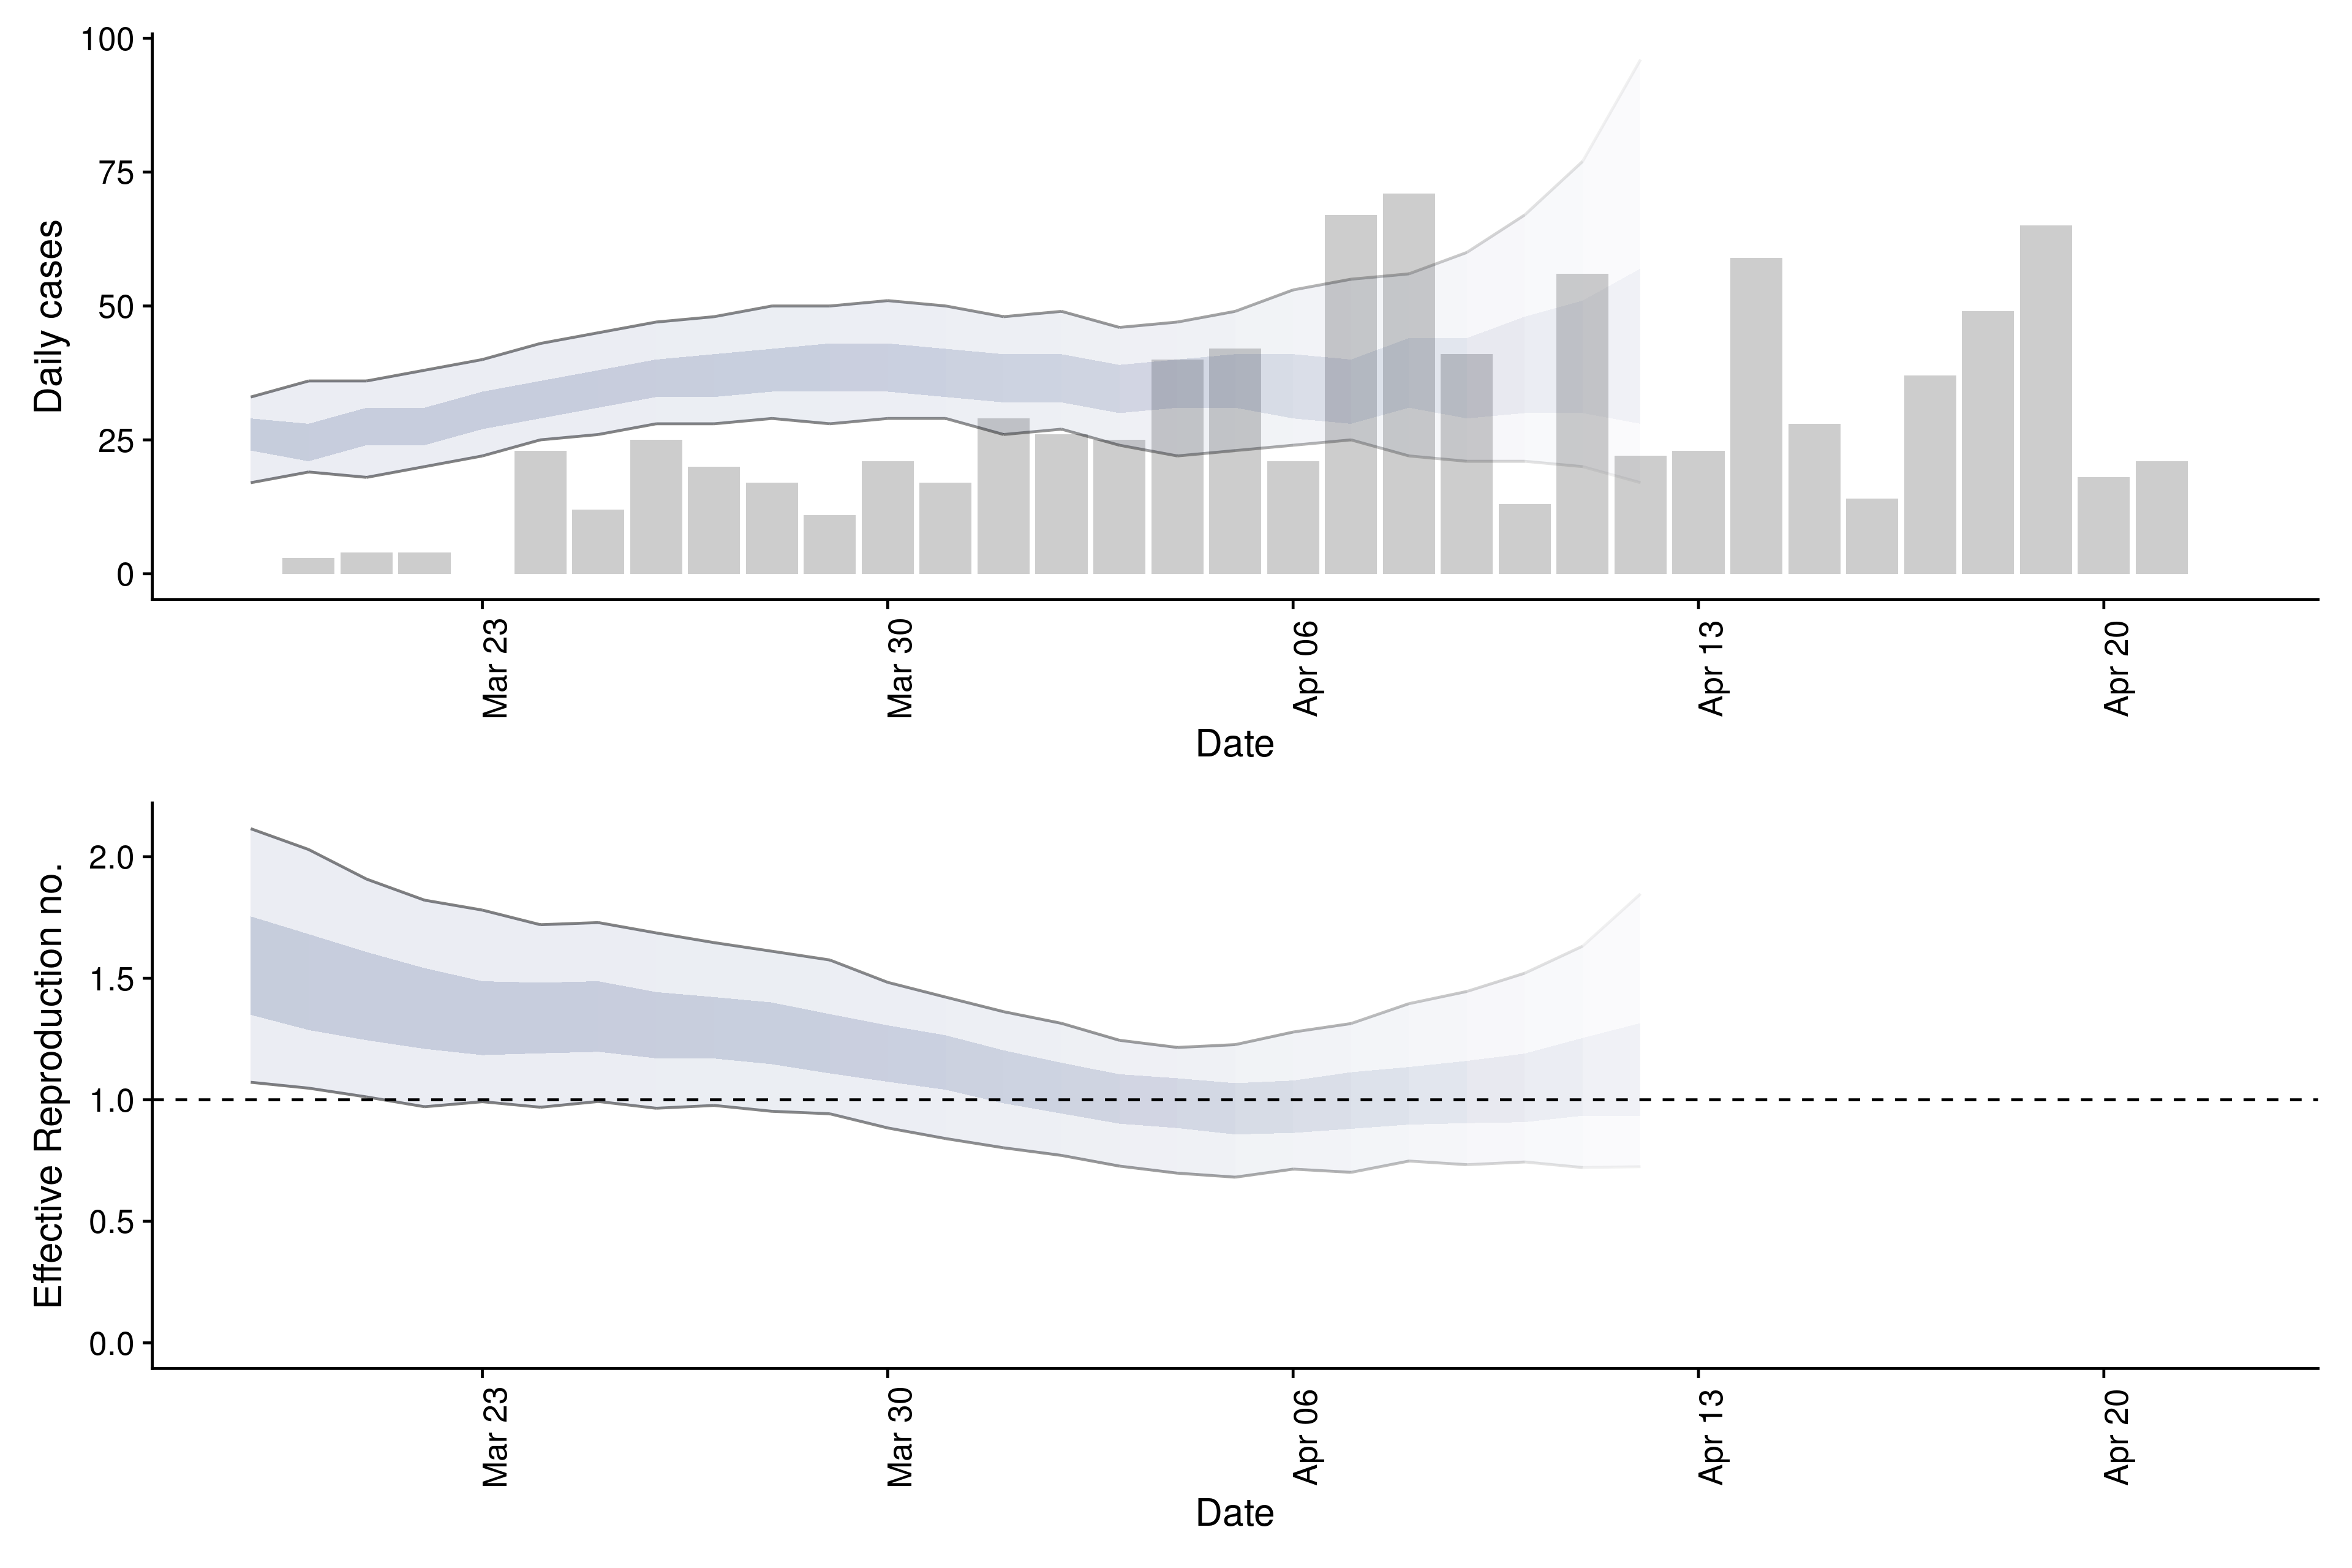 100
75
50
25
0
Daily cases
Mar 23
Mar 30
Apr 06
Apr 13
Apr 20
Date
2.0
1.5
1.0
0.5
0.0
Effective Reproduction no.
Mar 23
Mar 30
Apr 06
Apr 13
Apr 20
Date